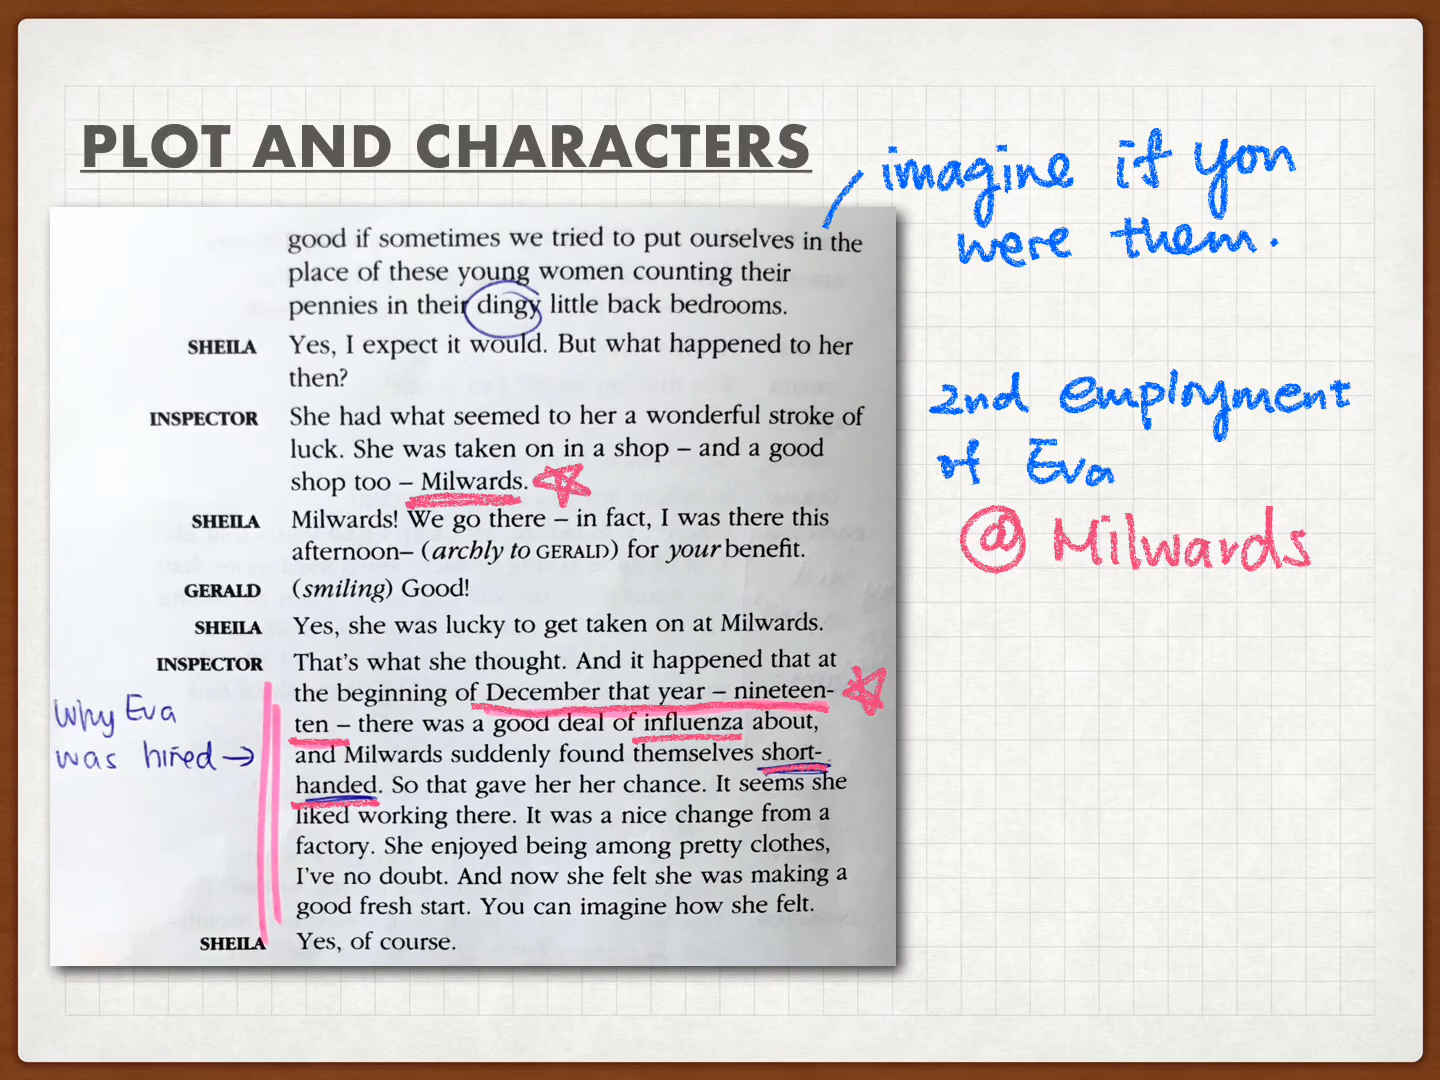 PLOT AND CHARACTERS
imagine if you
were them.
good if sometimes we tried to put ourselves in the
place of these young women counting their
pennies in their dingy little back bedrooms.
SHEILA Yes, I expect it would. But what happened to her
then?
INSPECTOR She had what seemed to her a wonderful stroke of
luck. She was taken on in a shop – and a good
shop too – Milwards.
SHEILA Milwards! We go there – in fact, I was there this
afternoon– (archly to GERALD) for your benefit.
GERALD (smiling) Good!
SHEILA Yes, she was lucky to get taken on at Milwards.
INSPECTOR That's what she thought. And it happened that at
the beginning of December that year – nineteen-
ten – there was a good deal of influenza about,
and Milwards suddenly found themselves short-
handed. So that gave her her chance. It seems she
liked working there. It was a nice change from a
factory. She enjoyed being among pretty clothes,
I've no doubt. And now she felt she was making a
good fresh start. You can imagine how she felt.
SHEILA Yes, of course.
Why Eva
was hired →
2nd employment
of Eva
@ Milwards